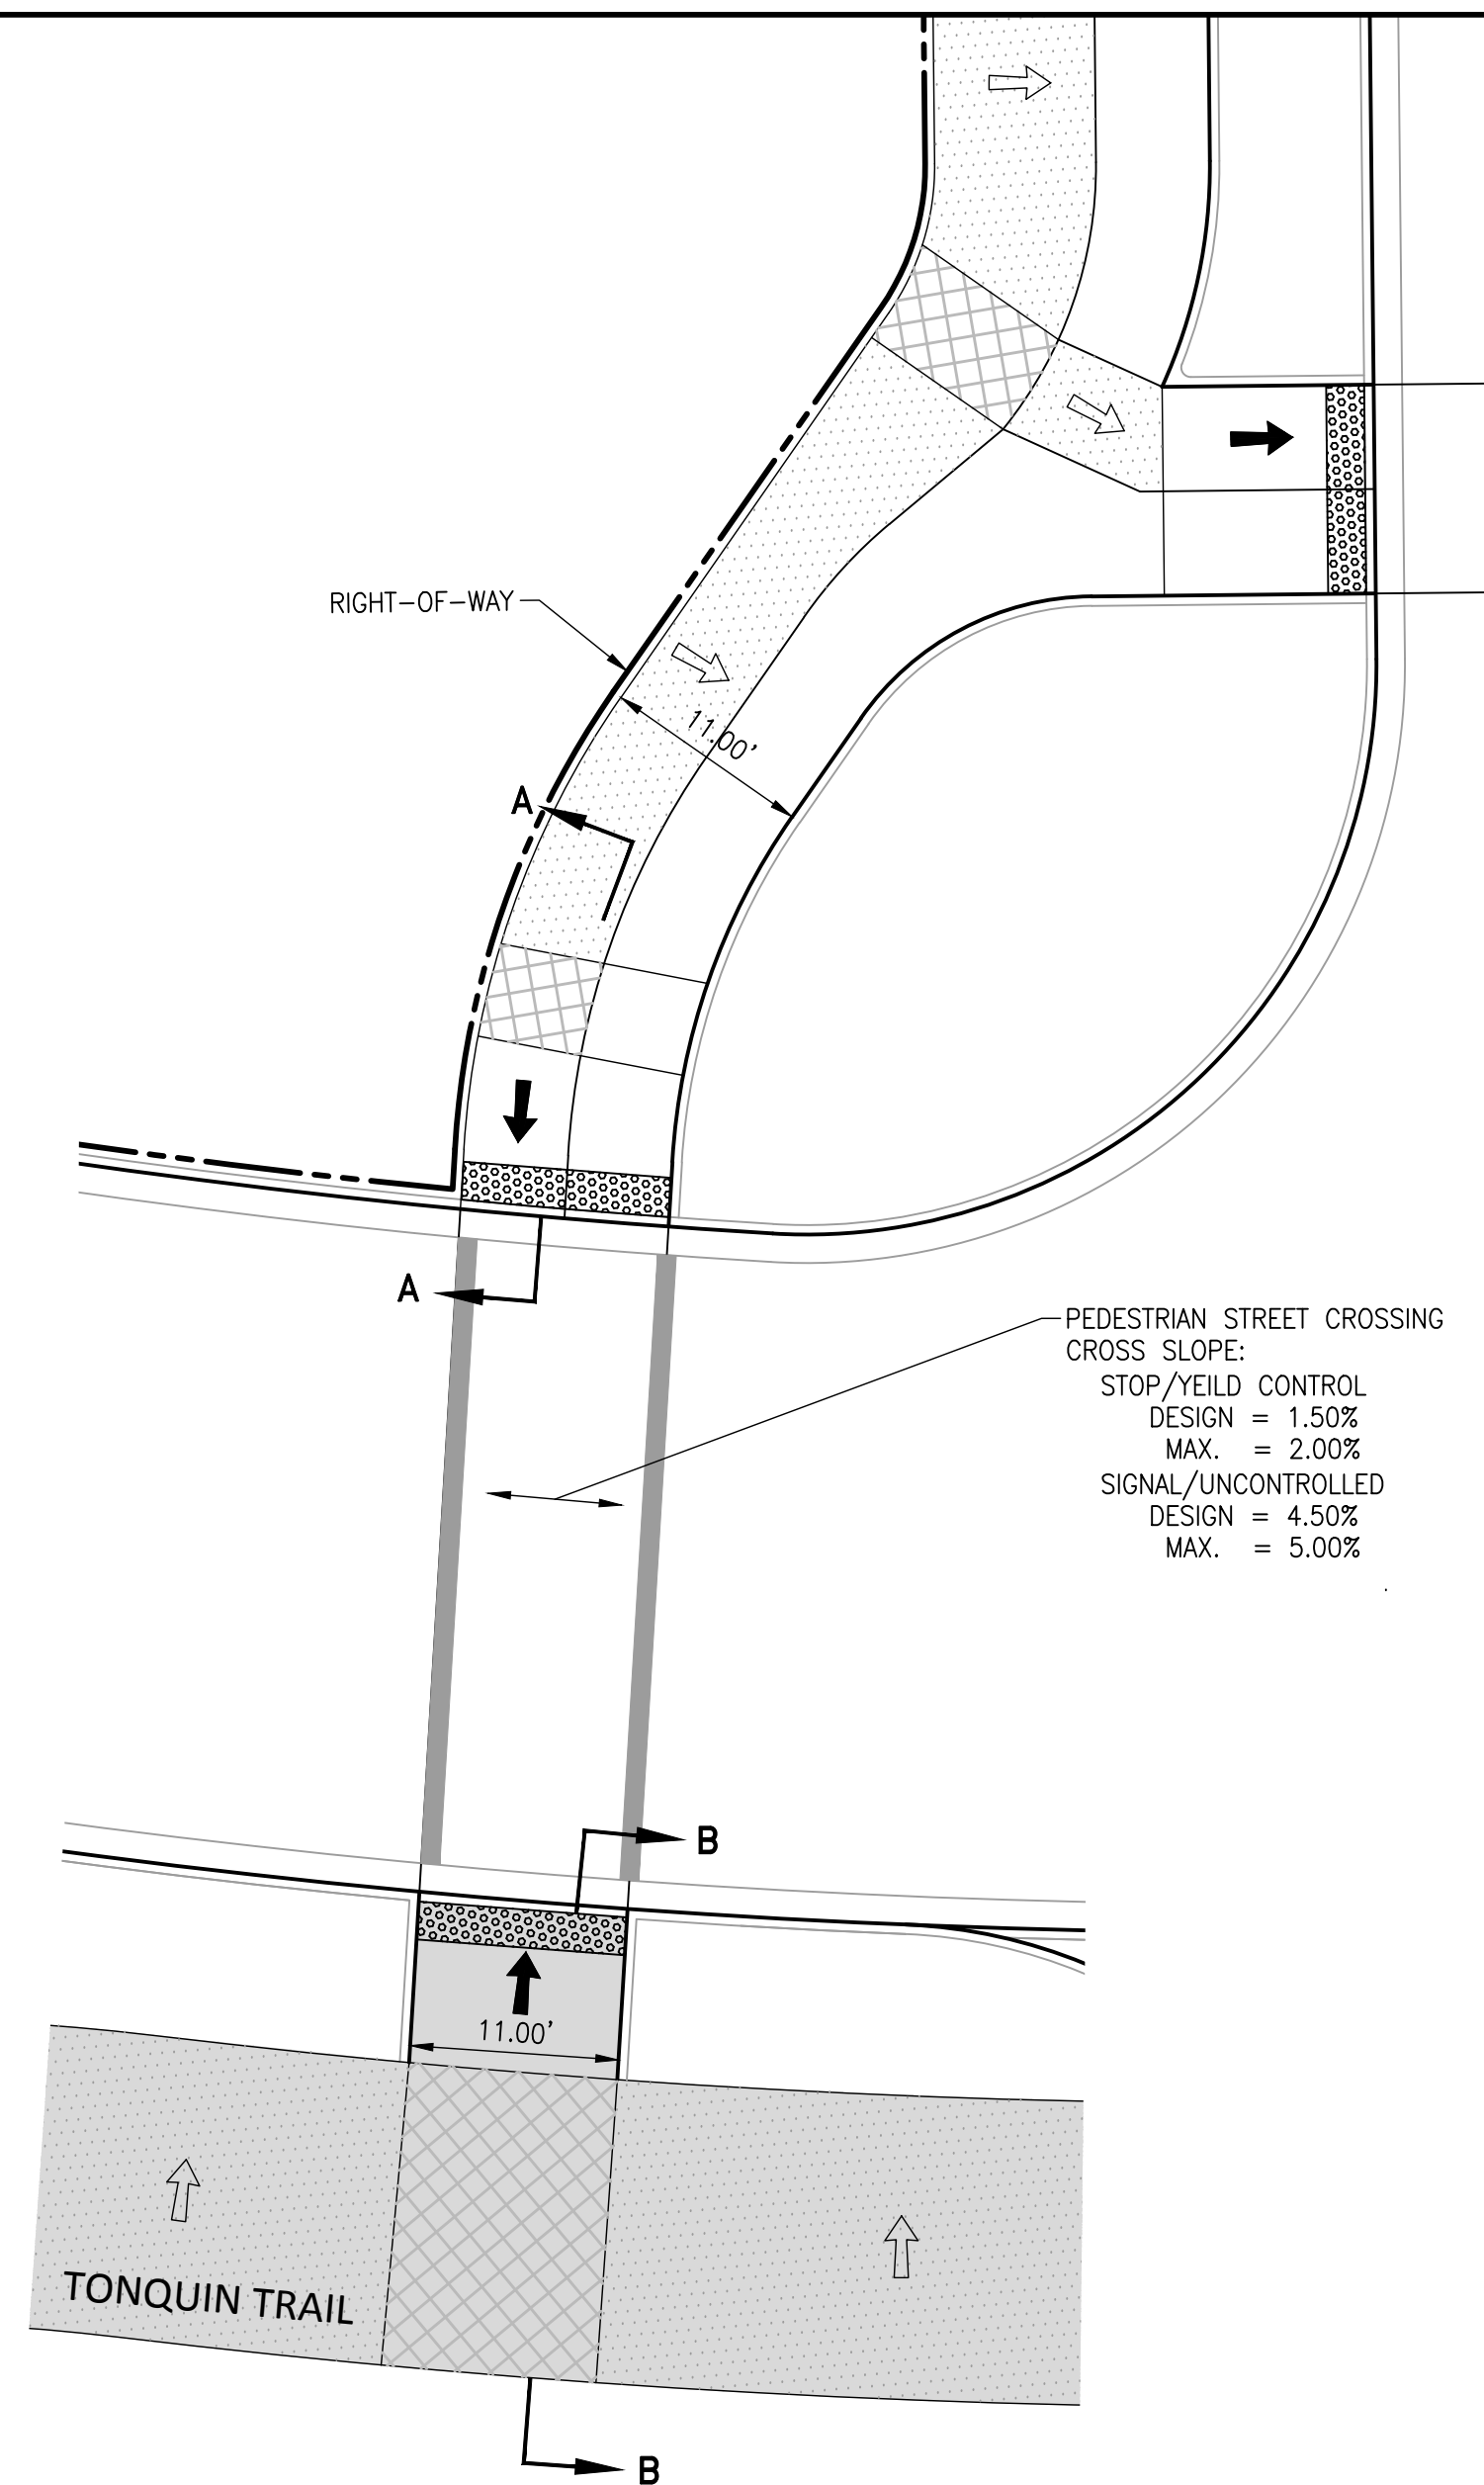 RIGHT-OF-WAY
11.00'
A
A
PEDESTRIAN STREET CROSSING
CROSS SLOPE:
STOP/YEILD CONTROL
DESIGN = 1.50%
MAX. = 2.00%
SIGNAL/UNCONTROLLED
DESIGN = 4.50%
MAX. = 5.00%
B
11.00'
TONQUIN TRAIL
B